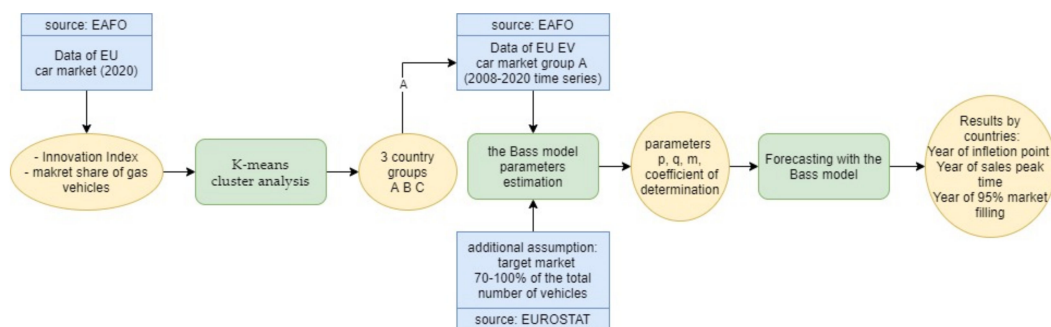 source: EAFO
Data of EU
car market (2020)
- Innovation Index
- makret share of gas
vehicles
K-means
cluster analysis
3 country
groups
A B C
A
source: EAFO
Data of EU EV
car market group A
(2008-2020 time series)
the Bass model
parameters
estimation
additional assumption:
target market
70-100% of the total
number of vehicles
source: EUROSTAT
parameters
p, q, m,
coefficient of
determination
Forecasting with the
Bass model
Results by
countries:
Year of infletion point
Year of sales peak
time
Year of 95% market
filling